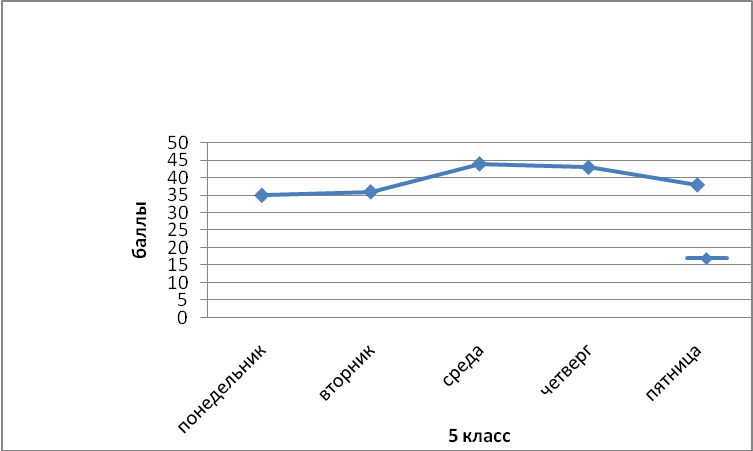 50
45
40
35
30
25
20
15
10
5
0
баллы
понедельник
вторник
среда
четверг
пятница
5 класс